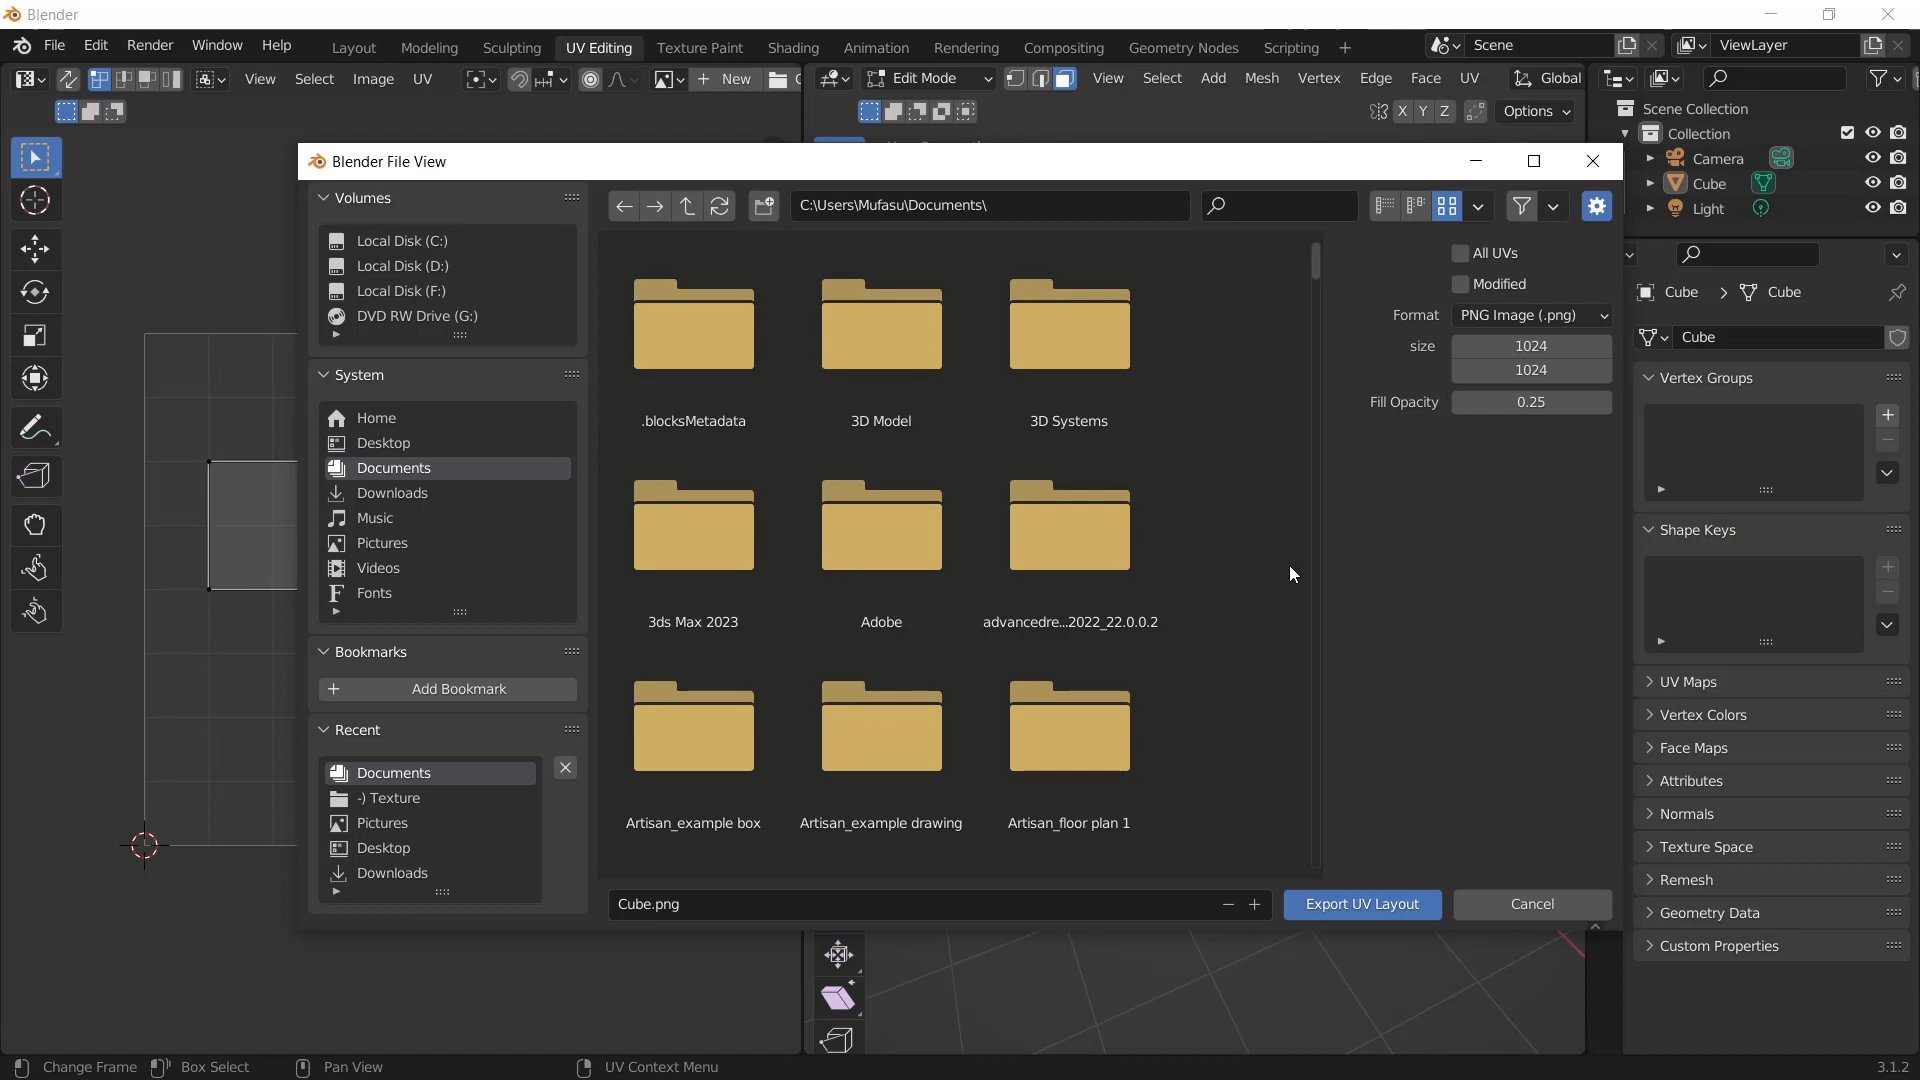 Blender
File Edit Render Window Help Layout Modeling Sculpting UV Editing Texture Paint Shading Animation Rendering Compositing Geometry Nodes Scripting + Scene ViewLayer
View Select Image UV New Edit Mode View Select Add Mesh Vertex Edge Face UV Global
X Y Z Options
Scene Collection
Collection
Camera
Cube
Light
Blender File View
Volumes
Local Disk (C:)
Local Disk (D:)
Local Disk (F:)
DVD RW Drive (G:)
System
Home
Desktop
Documents
Downloads
Music
Pictures
Videos
Fonts
Bookmarks
Add Bookmark
Recent
Documents
-) Texture
Pictures
Desktop
Downloads
C:\Users\Mufasu\Documents\
.blocksMetadata 3D Model 3D Systems
3ds Max 2023 Adobe advancedre...2022_22.0.0.2
Artisan_example box Artisan_example drawing Artisan_floor plan 1
All UVs
Modified
Format PNG Image (.png)
size 1024
1024
Fill Opacity 0.25
Cube.png Export UV Layout Cancel
Cube > Cube
Cube
Vertex Groups
Shape Keys
UV Maps
Vertex Colors
Face Maps
Attributes
Normals
Texture Space
Remesh
Geometry Data
Custom Properties
Change Frame Box Select Pan View UV Context Menu 3.1.2